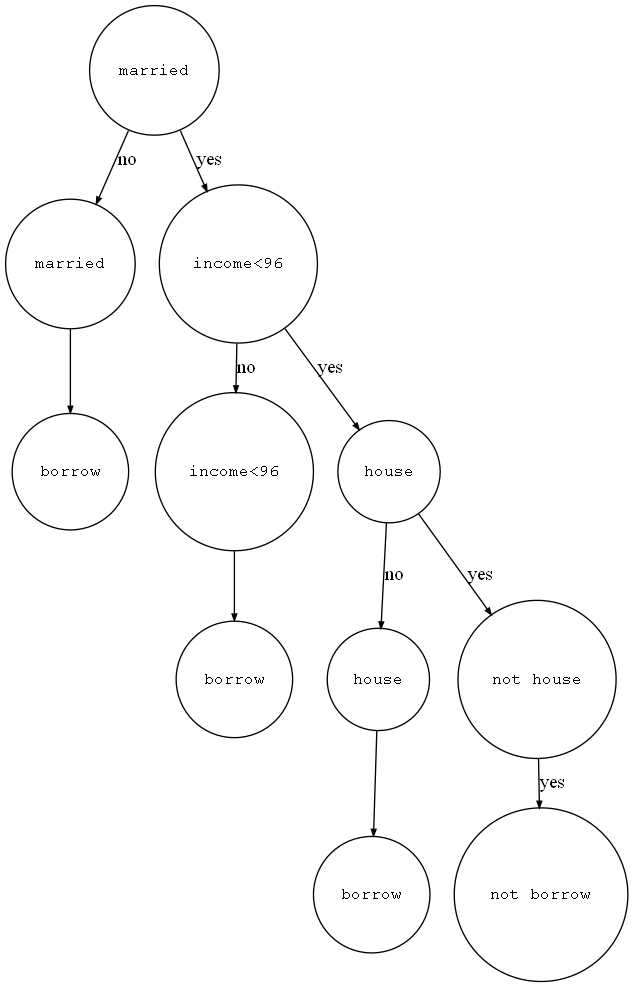 married
no
yes
married
income<96
no
yes
borrow
income<96
house
no
yes
borrow
house
not house
yes
borrow
not borrow